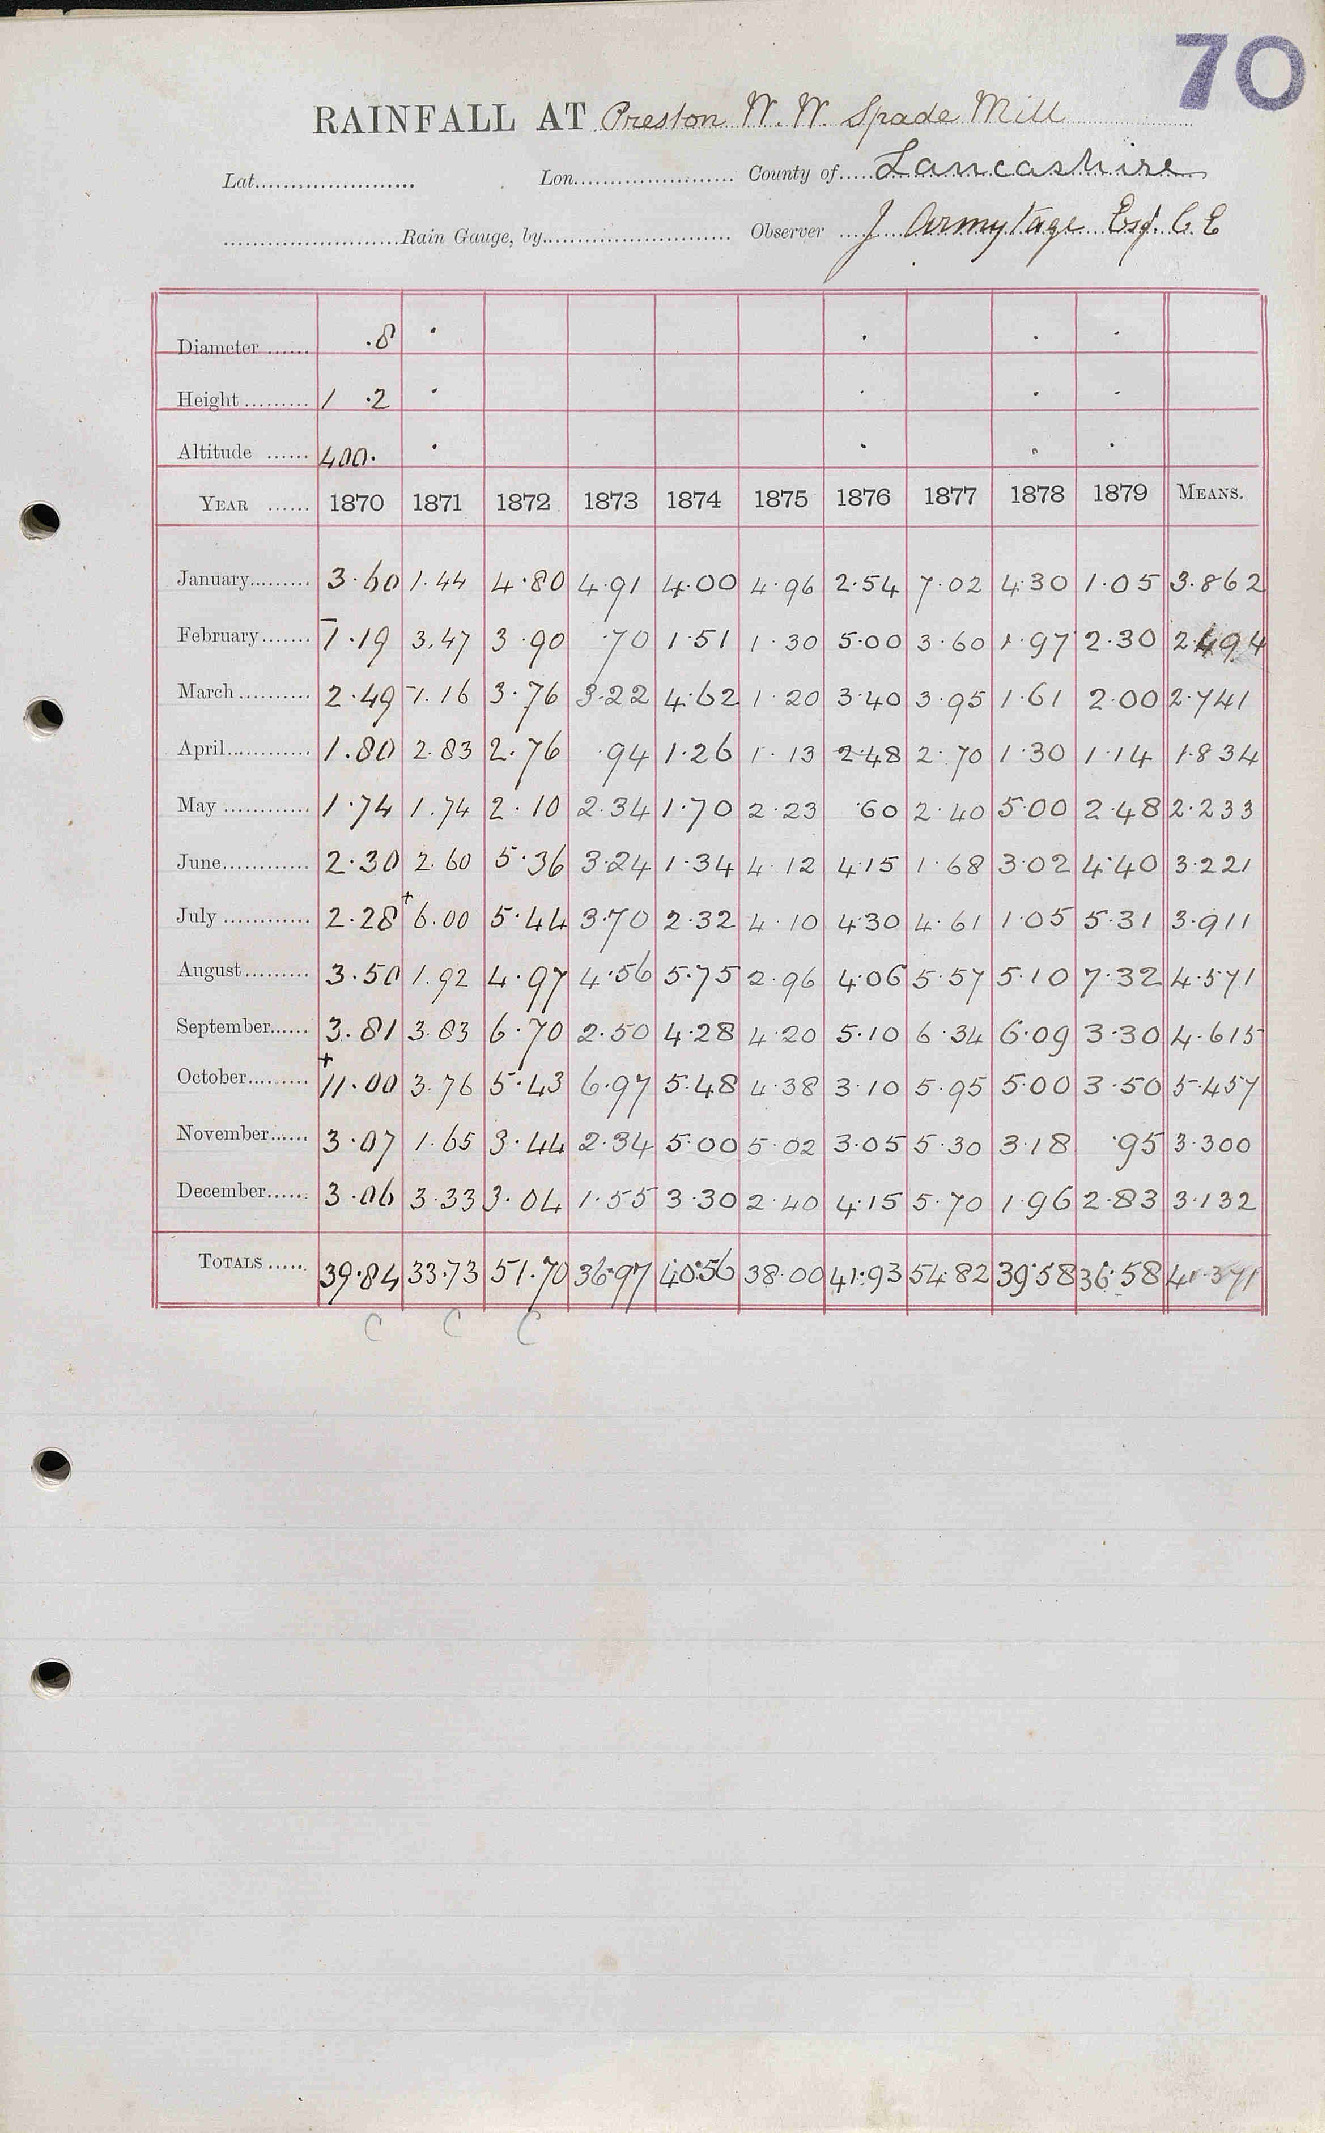 70
RAINFALL AT Preston W. W. Spade Mill
Lat. Lon. County of Lancashire
Rain Gauge, by Observer J Armytage Esq. C. E
Diameter ·8
Height 1 ·2
Altitude 400·
YEAR 1870 1871 1872 1873 1874 1875 1876 1877 1878 1879 MEANS.
January 3·60 1·44 4·80 4·91 4·00 4·96 2·54 7·02 4·30 1·05 3·862
February 1·19 3·47 3·90 ·70 1·51 1·30 5·00 3·60 1·97 2·30 2·494
March 2·49 1·16 3·76 3·22 4·62 1·20 3·40 3·95 1·61 2·00 2·741
April 1·80 2·83 2·76 ·94 1·26 1·13 2·48 2·70 1·30 1·14 1·834
May 1·74 1·74 2·10 2·34 1·70 2·23 ·60 2·40 5·00 2·48 2·233
June 2·30 2·60 5·36 3·24 1·34 4·12 4·15 1·68 3·02 4·40 3·221
July 2·28 +6·00 5·44 3·70 2·32 4·10 4·30 4·61 1·05 5·31 3·911
August 3·50 1·92 4·97 4·56 5·75 2·96 4·06 5·57 5·10 7·32 4·571
September 3·81 3·83 6·70 2·50 4·28 4·20 5·10 6·34 6·09 3·30 4·615
October +11·00 3·76 5·43 6·97 5·48 4·38 3·10 5·95 5·00 3·50 5·457
November 3·07 1·65 3·44 2·34 5·00 5·02 3·05 5·30 3·18 ·95 3·300
December 3·06 3·33 3·04 1·55 3·30 2·40 4·15 5·70 1·96 2·83 3·132
TOTALS 39·84 33·73 51·70 36·97 40·56 38·00 41·93 54·82 39·58 36·58 41·371
C C C